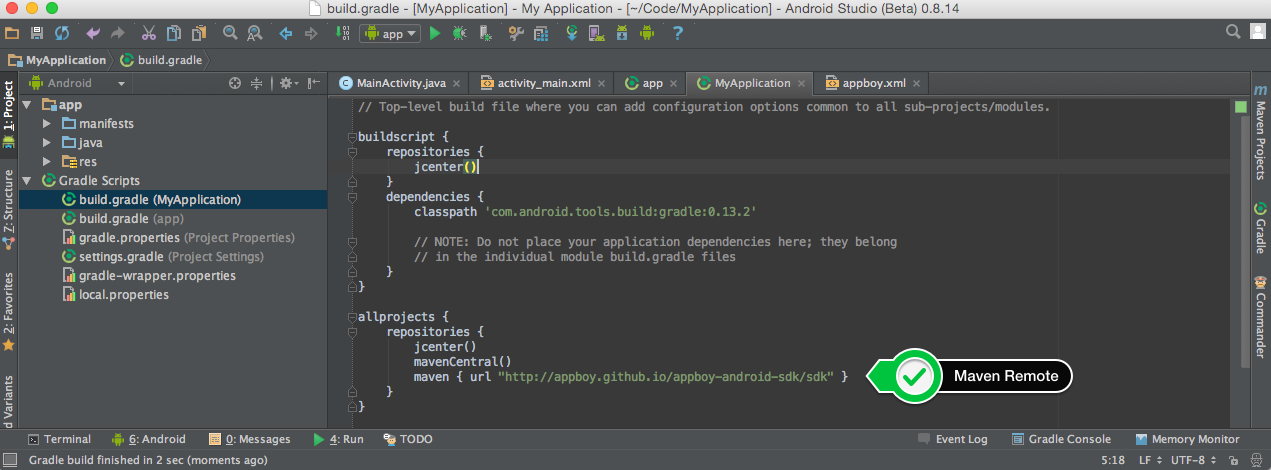 build.gradle - [MyApplication] - My Application - [~/Code/MyApplication] - Android Studio (Beta) 0.8.14
app
MyApplication
build.gradle
1: Project
Z: Structure
2: Favorites
d Variants
Android
app
manifests
java
res
Gradle Scripts
build.gradle (MyApplication)
build.gradle (app)
gradle.properties (Project Properties)
settings.gradle (Project Settings)
gradle-wrapper.properties
local.properties
MainActivity.java
activity_main.xml
app
MyApplication
appboy.xml
// Top-level build file where you can add configuration options common to all sub-projects/modules.
buildscript {
repositories {
jcenter()
}
dependencies {
classpath 'com.android.tools.build:gradle:0.13.2'
// NOTE: Do not place your application dependencies here; they belong
// in the individual module build.gradle files
}
}
allprojects {
repositories {
jcenter()
mavenCentral()
maven { url "http://appboy.github.io/appboy-android-sdk/sdk" }
}
}
Maven Remote
m Maven Projects
Gradle
Commander
Terminal
6: Android
0: Messages
4: Run
TODO
Event Log
Gradle Console
Memory Monitor
Gradle build finished in 2 sec (moments ago)
5:18
LF
UTF-8